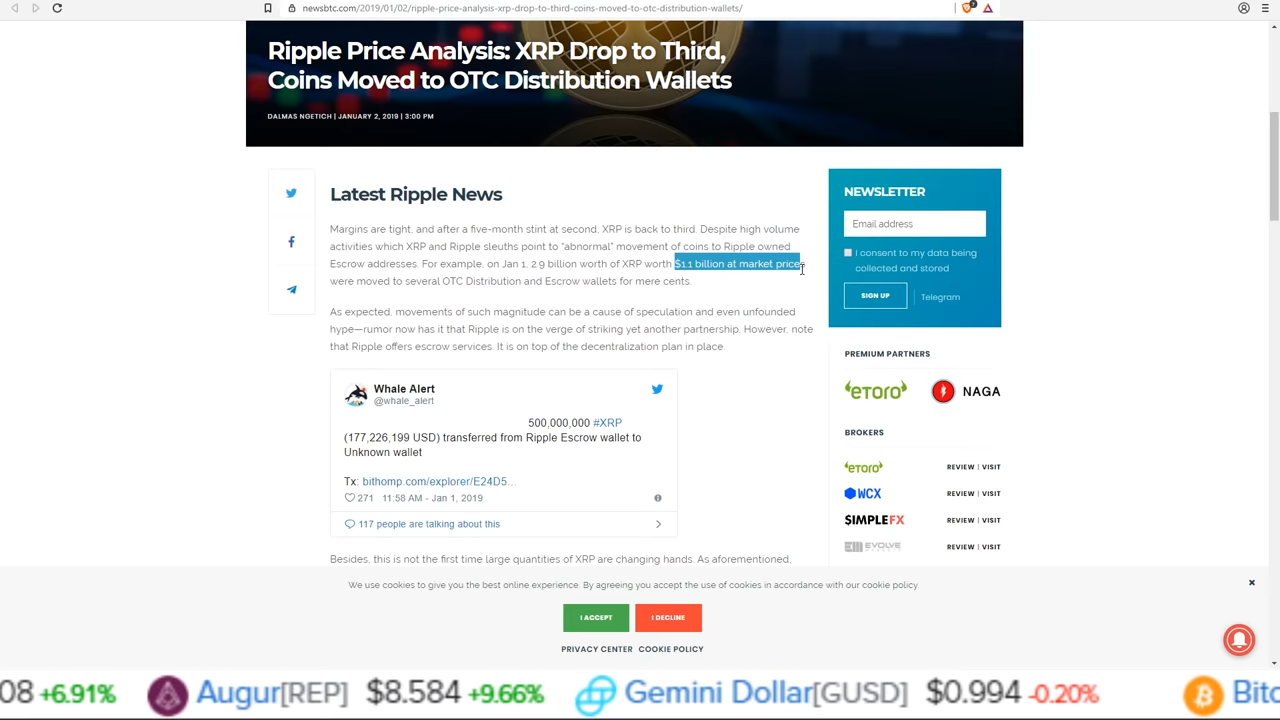 newsbtc.com/2019/01/02/ripple-price-analysis-xrp-drop-to-third-coins-moved-to-otc-distribution-wallets/
Ripple Price Analysis: XRP Drop to Third,
Coins Moved to OTC Distribution Wallets
DALMAS NGETICH | JANUARY 2, 2019 | 3:00 PM
Latest Ripple News
Margins are tight, and after a five-month stint at second, XRP is back to third. Despite high volume
activities which XRP and Ripple sleuths point to “abnormal” movement of coins to Ripple owned
Escrow addresses. For example, on Jan 1, 2.9 billion worth of XRP worth $1.1 billion at market price
were moved to several OTC Distribution and Escrow wallets for mere cents.
As expected, movements of such magnitude can be a cause of speculation and even unfounded
hype—rumor now has it that Ripple is on the verge of striking yet another partnership. However, note
that Ripple offers escrow services. It is on top of the decentralization plan in place.
Whale Alert
@whale_alert
500,000,000 #XRP
(177,226,199 USD) transferred from Ripple Escrow wallet to
Unknown wallet
Tx: bithomp.com/explorer/E24D5…
271 11:58 AM - Jan 1, 2019
117 people are talking about this
Besides, this is not the first time large quantities of XRP are changing hands. As aforementioned,
NEWSLETTER
Email address
I consent to my data being
collected and stored
SIGN UP
Telegram
PREMIUM PARTNERS
eToro
NAGA
BROKERS
eToro REVIEW | VISIT
WCX REVIEW | VISIT
SIMPLEFX REVIEW | VISIT
EVOLVE REVIEW | VISIT
We use cookies to give you the best online experience. By agreeing you accept the use of cookies in accordance with our cookie policy.
I ACCEPT
I DECLINE
PRIVACY CENTER COOKIE POLICY
08 +6.91% Augur[REP] $8.584 +9.66% Gemini Dollar[GUSD] $0.994 -0.20% Bitc